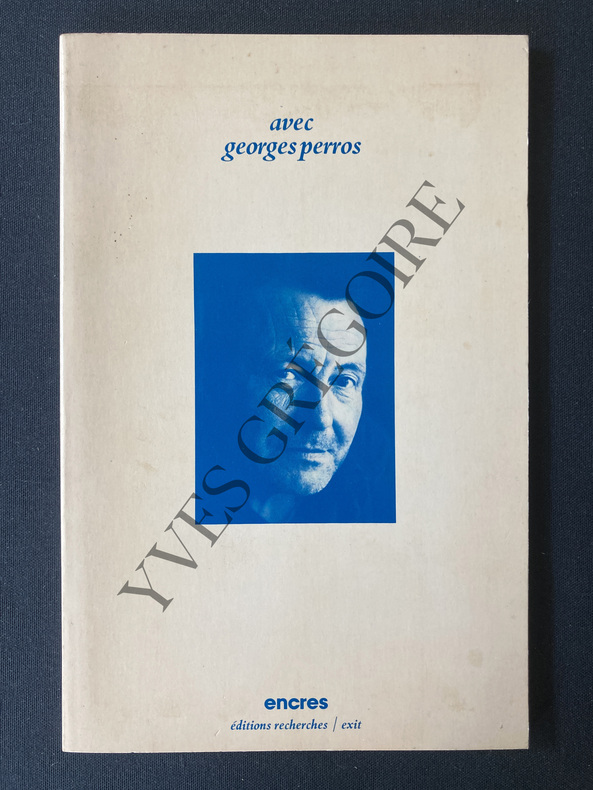 avec
georges perros
YVES GRÉGOIRE
encres
éditions recherches / exit